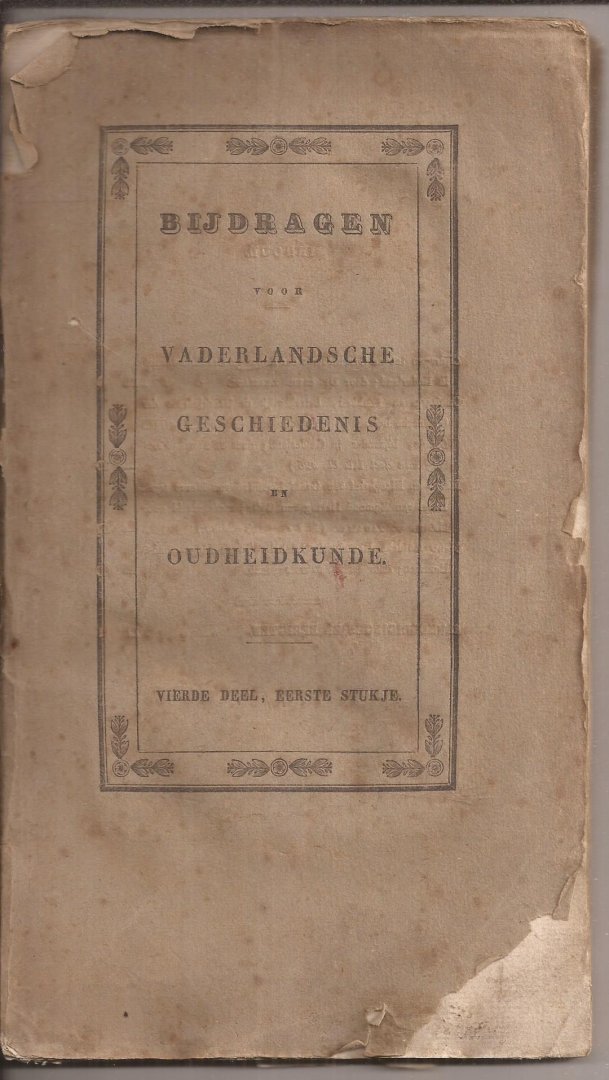 BIJDRAGEN
VOOR
VADERLANDSCHE
GESCHIEDENIS
EN
OUDHEIDKUNDE.
VIERDE DEEL, EERSTE STUKJE.